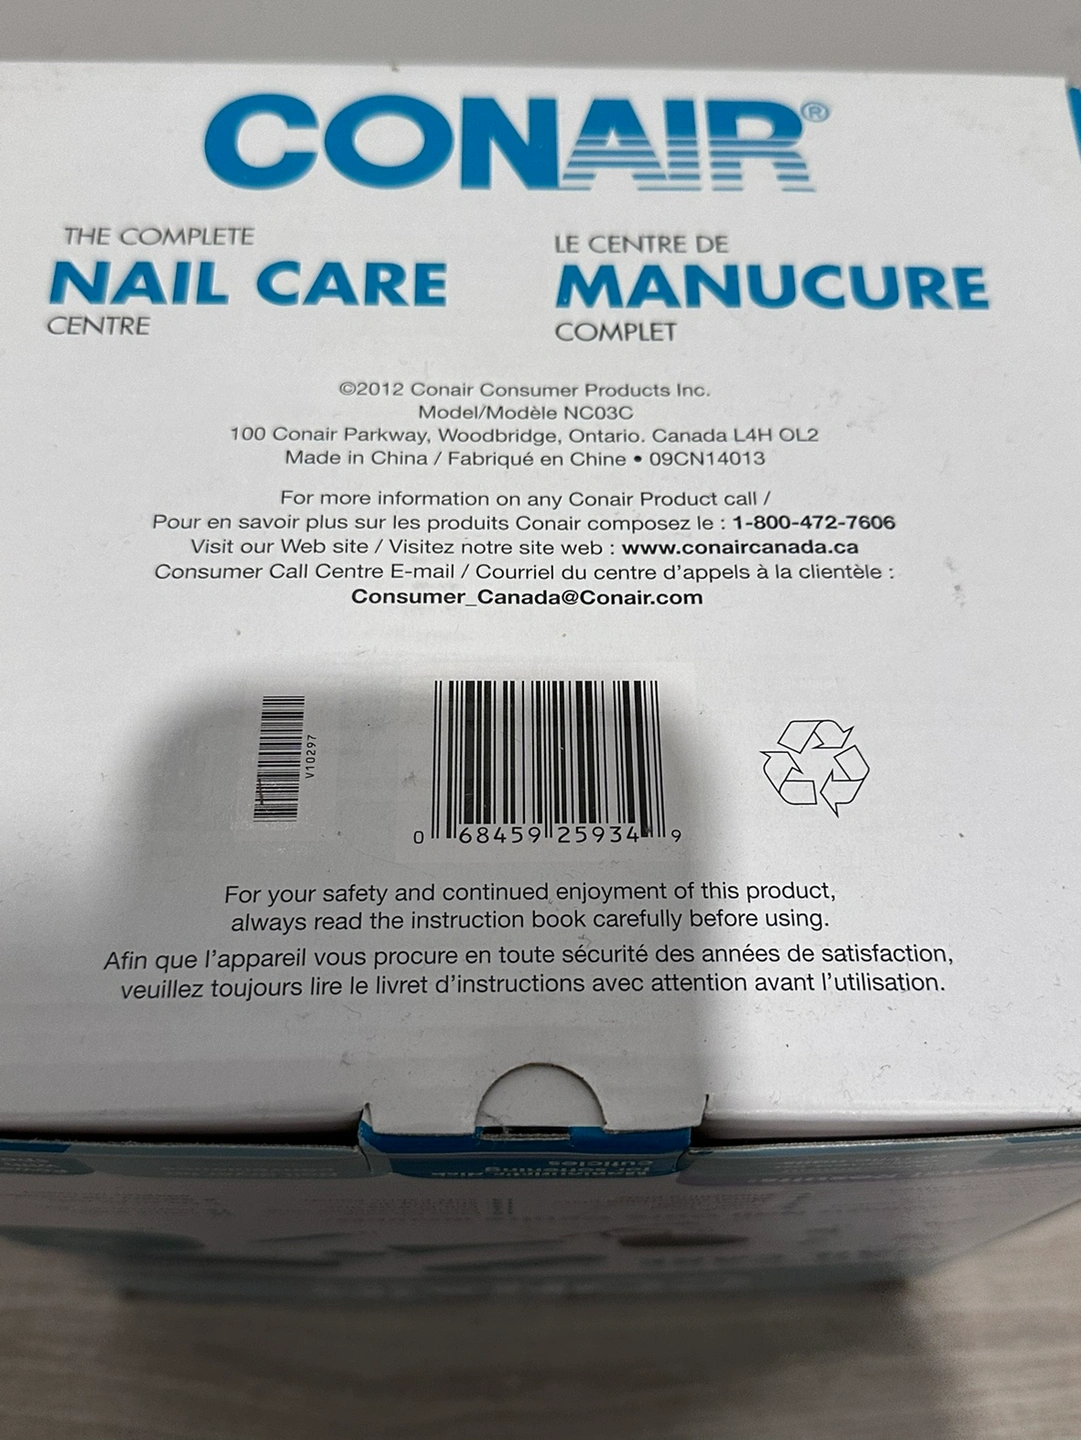 CONAIR®
THE COMPLETE
NAIL CARE
CENTRE
LE CENTRE DE
MANUCURE
COMPLET
©2012 Conair Consumer Products Inc.
Model/Modèle NC03C
100 Conair Parkway, Woodbridge, Ontario. Canada L4H OL2
Made in China / Fabriqué en Chine • 09CN14013
For more information on any Conair Product call /
Pour en savoir plus sur les produits Conair composez le : 1-800-472-7606
Visit our Web site / Visitez notre site web : www.conaircanada.ca
Consumer Call Centre E-mail / Courriel du centre d'appels à la clientèle :
Consumer_Canada@Conair.com
V10297
0 68459 25934 9
For your safety and continued enjoyment of this product,
always read the instruction book carefully before using.
Afin que l'appareil vous procure en toute sécurité des années de satisfaction,
veuillez toujours lire le livret d'instructions avec attention avant l'utilisation.
for softening
cuticles